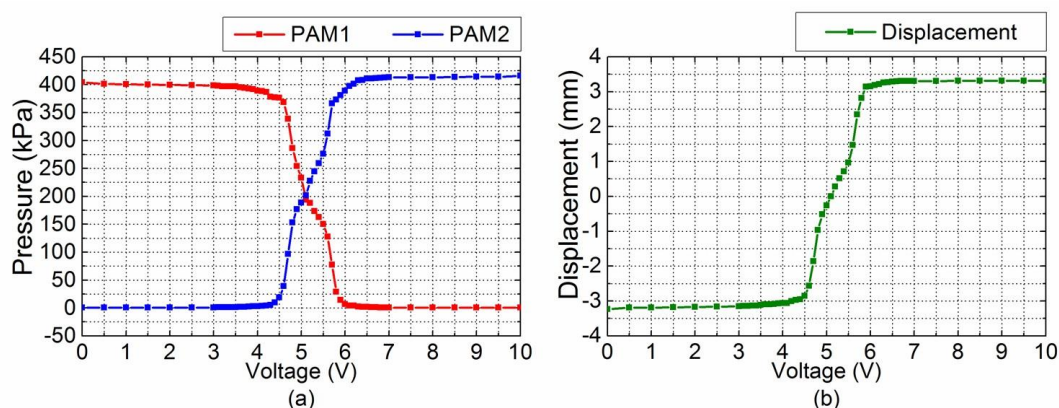 PAM1 PAM2
Pressure (kPa)
450
400
350
300
250
200
150
100
50
0
-50
0 1 2 3 4 5 6 7 8 9 10
Voltage (V)
(a)
Displacement
Displacement (mm)
4
3
2
1
0
-1
-2
-3
-4
0 1 2 3 4 5 6 7 8 9 10
Voltage (V)
(b)